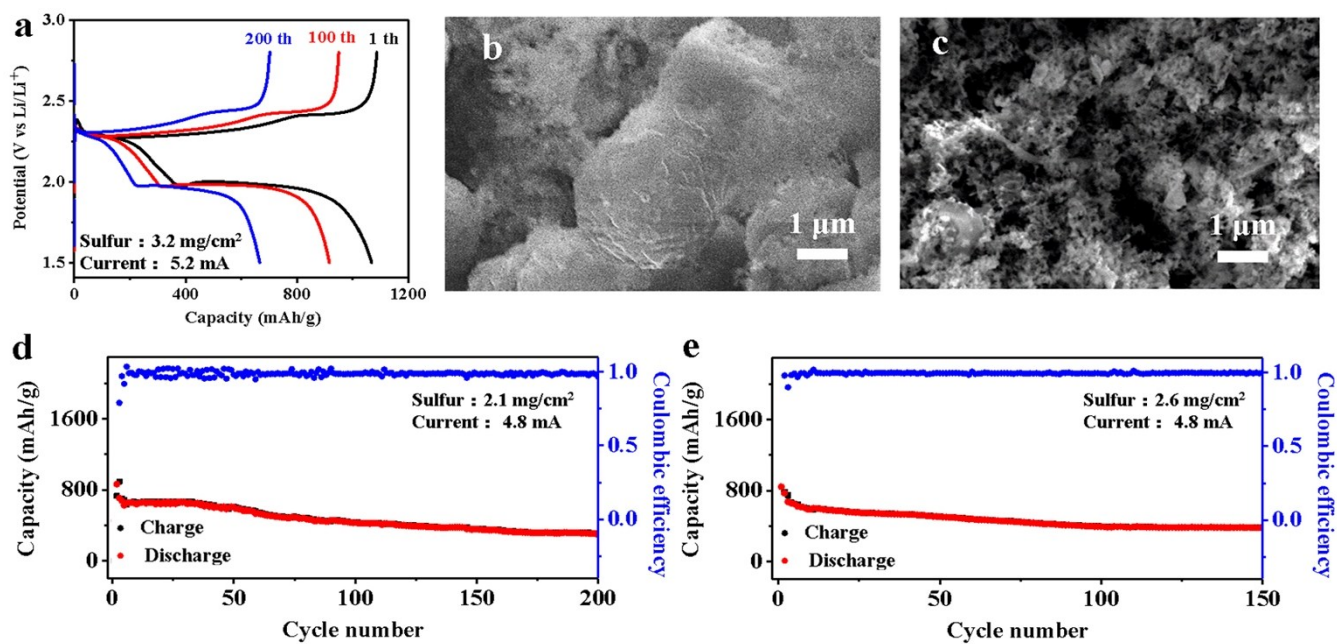 a
3.0
2.5
2.0
1.5
Potential (V vs Li/Li+)
200 th
100 th
1 th
Sulfur：3.2 mg/cm²
Current：5.2 mA
0
400
800
1200
Capacity (mAh/g)
b
1 μm
c
1 μm
d
1600
800
0
Capacity (mAh/g)
Sulfur：2.1 mg/cm²
Current： 4.8 mA
Charge
Discharge
1.0
0.5
0.0
Coulombic efficiency
0
50
100
150
200
Cycle number
e
1600
800
0
Capacity (mAh/g)
Sulfur：2.6 mg/cm²
Current： 4.8 mA
Charge
Discharge
1.0
0.5
0.0
Coulombic efficiency
0
50
100
150
Cycle number